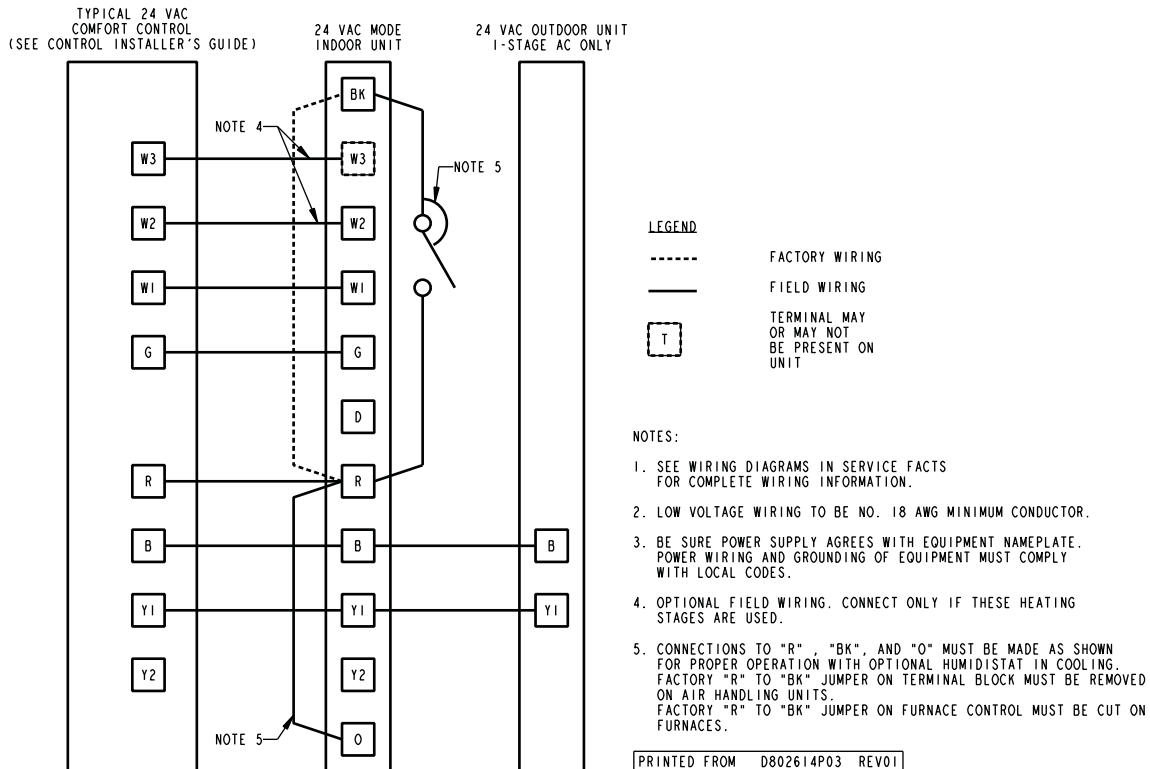 TYPICAL 24 VAC
COMFORT CONTROL
(SEE CONTROL INSTALLER'S GUIDE)
24 VAC MODE
INDOOR UNIT
24 VAC OUTDOOR UNIT
1-STAGE AC ONLY
BK
NOTE 4
W3
W3
NOTE 5
W2
W2
W1
W1
G
G
D
R
R
B
B
B
Y1
Y1
Y1
Y2
Y2
NOTE 5
O
LEGEND
FACTORY WIRING
FIELD WIRING
T
TERMINAL MAY
OR MAY NOT
BE PRESENT ON
UNIT
NOTES:
1. SEE WIRING DIAGRAMS IN SERVICE FACTS
FOR COMPLETE WIRING INFORMATION.
2. LOW VOLTAGE WIRING TO BE NO. 18 AWG MINIMUM CONDUCTOR.
3. BE SURE POWER SUPPLY AGREES WITH EQUIPMENT NAMEPLATE.
POWER WIRING AND GROUNDING OF EQUIPMENT MUST COMPLY
WITH LOCAL CODES.
4. OPTIONAL FIELD WIRING. CONNECT ONLY IF THESE HEATING
STAGES ARE USED.
5. CONNECTIONS TO "R" , "BK", AND "O" MUST BE MADE AS SHOWN
FOR PROPER OPERATION WITH OPTIONAL HUMIDISTAT IN COOLING.
FACTORY "R" TO "BK" JUMPER ON TERMINAL BLOCK MUST BE REMOVED
ON AIR HANDLING UNITS.
FACTORY "R" TO "BK" JUMPER ON FURNACE CONTROL MUST BE CUT ON
FURNACES.
PRINTED FROM D802614P03 REV01